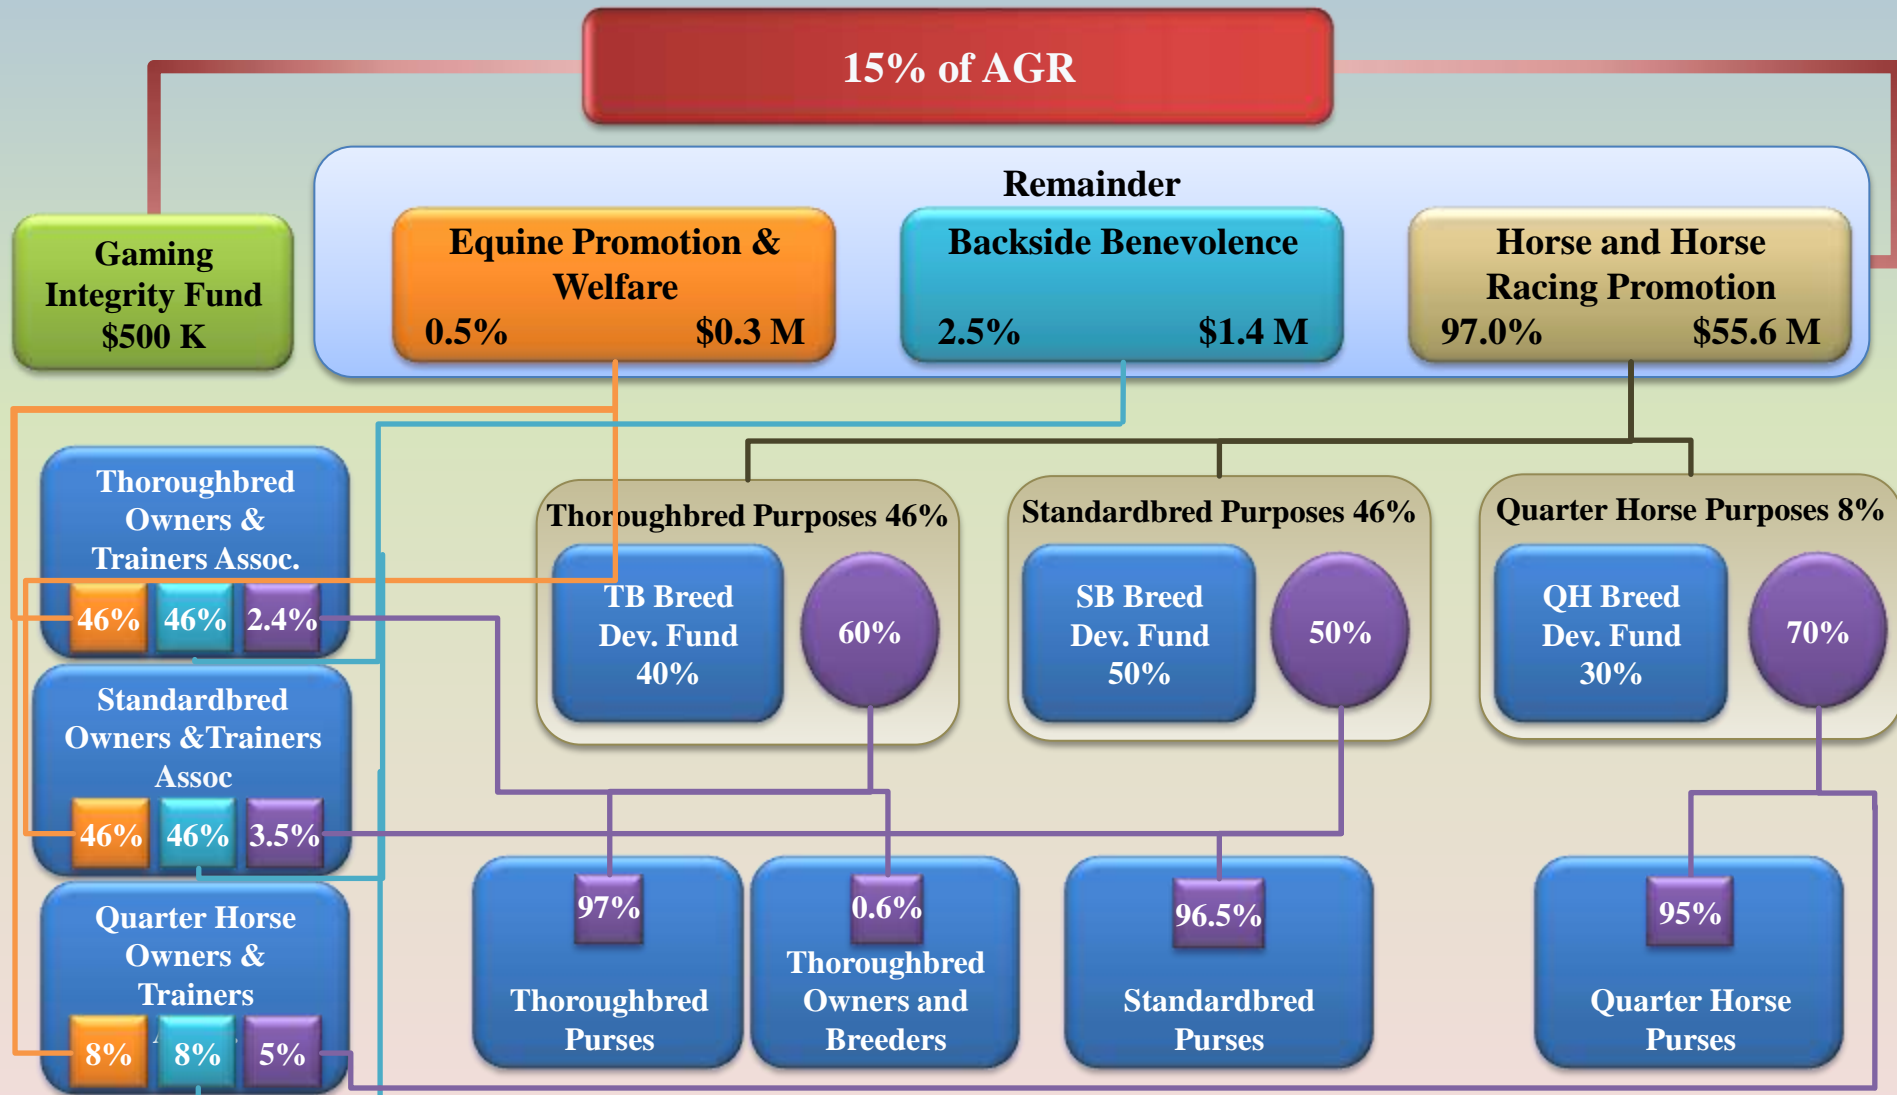 15% of AGR
Remainder
Gaming
Integrity Fund
$500 K
Equine Promotion &
Welfare
0.5% $0.3 M
Backside Benevolence
2.5% $1.4 M
Horse and Horse
Racing Promotion
97.0% $55.6 M
Thoroughbred
Owners &
Trainers Assoc.
46% 46% 2.4%
Standardbred
Owners &Trainers
Assoc
46% 46% 3.5%
Quarter Horse
Owners &
Trainers
8% 8% 5%
Thoroughbred Purposes 46%
TB Breed
Dev. Fund
40%
60%
Standardbred Purposes 46%
SB Breed
Dev. Fund
50%
50%
Quarter Horse Purposes 8%
QH Breed
Dev. Fund
30%
70%
97%
Thoroughbred
Purses
0.6%
Thoroughbred
Owners and
Breeders
96.5%
Standardbred
Purses
95%
Quarter Horse
Purses